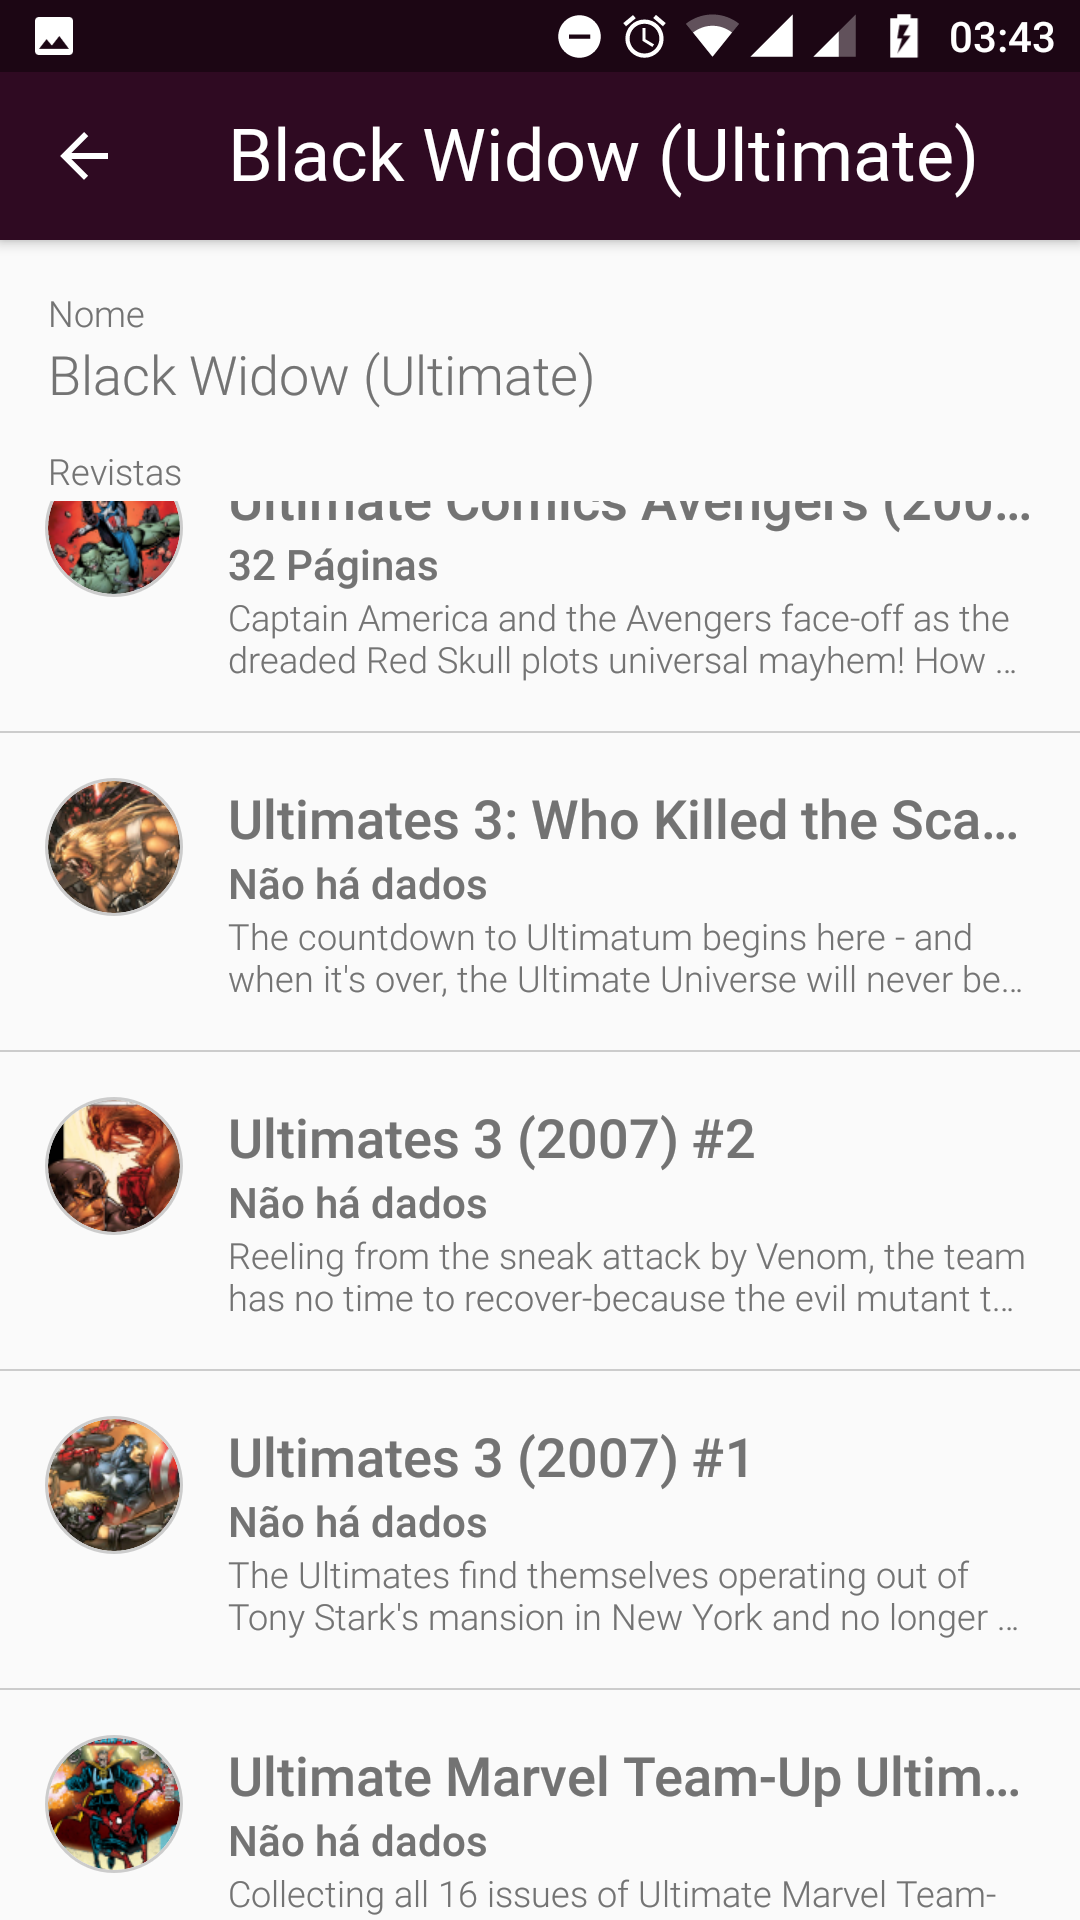 03:43
Black Widow (Ultimate)
Nome
Black Widow (Ultimate)
Revistas
Ultimate Comics Avengers (200...
32 Páginas
Captain America and the Avengers face-off as the
dreaded Red Skull plots universal mayhem! How ...
Ultimates 3: Who Killed the Sca...
Não há dados
The countdown to Ultimatum begins here - and
when it's over, the Ultimate Universe will never be...
Ultimates 3 (2007) #2
Não há dados
Reeling from the sneak attack by Venom, the team
has no time to recover-because the evil mutant t...
Ultimates 3 (2007) #1
Não há dados
The Ultimates find themselves operating out of
Tony Stark's mansion in New York and no longer ...
Ultimate Marvel Team-Up Ultim...
Não há dados
Collecting all 16 issues of Ultimate Marvel Team-